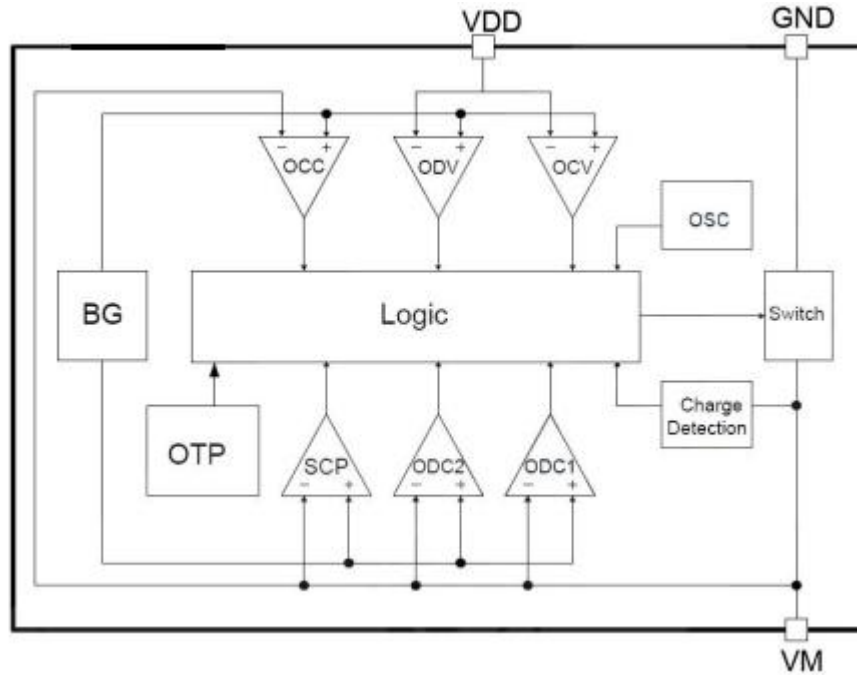 VDD
GND
- +
- +
- +
OCC
ODV
OCV
OSC
BG
Logic
Switch
Charge
Detection
OTP
SCP
ODC2
ODC1
- +
- +
- +
VM